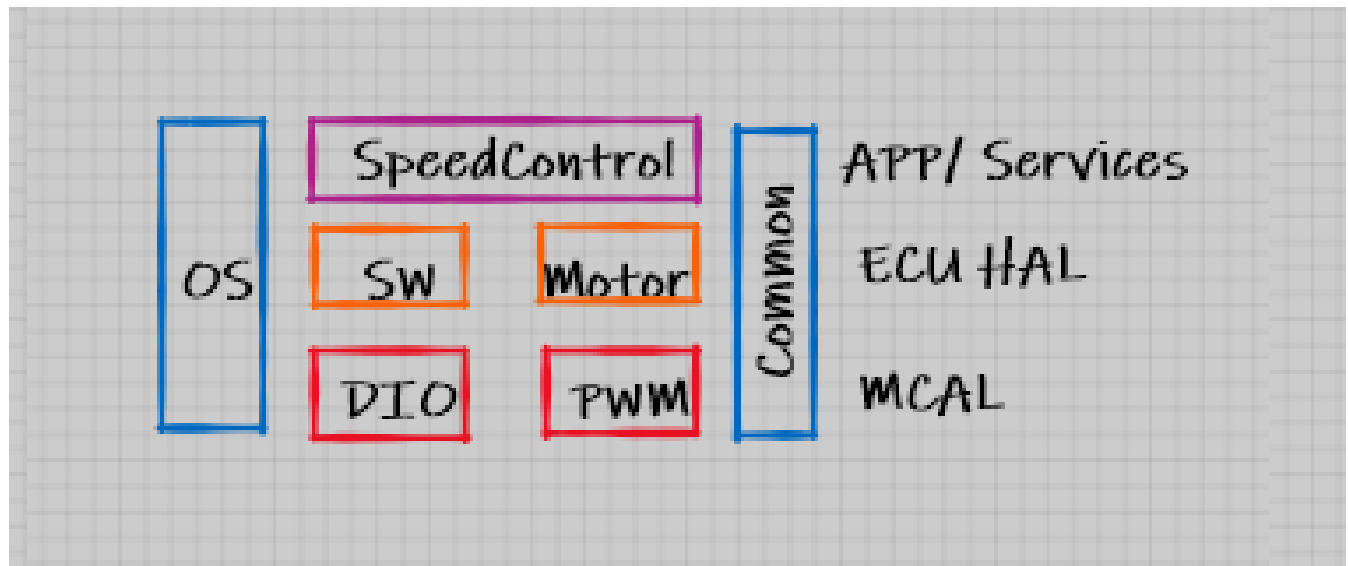 SpeedControl
APP/ Services
OS
SW
Motor
Common
ECU HAL
DIO
PWM
MCAL